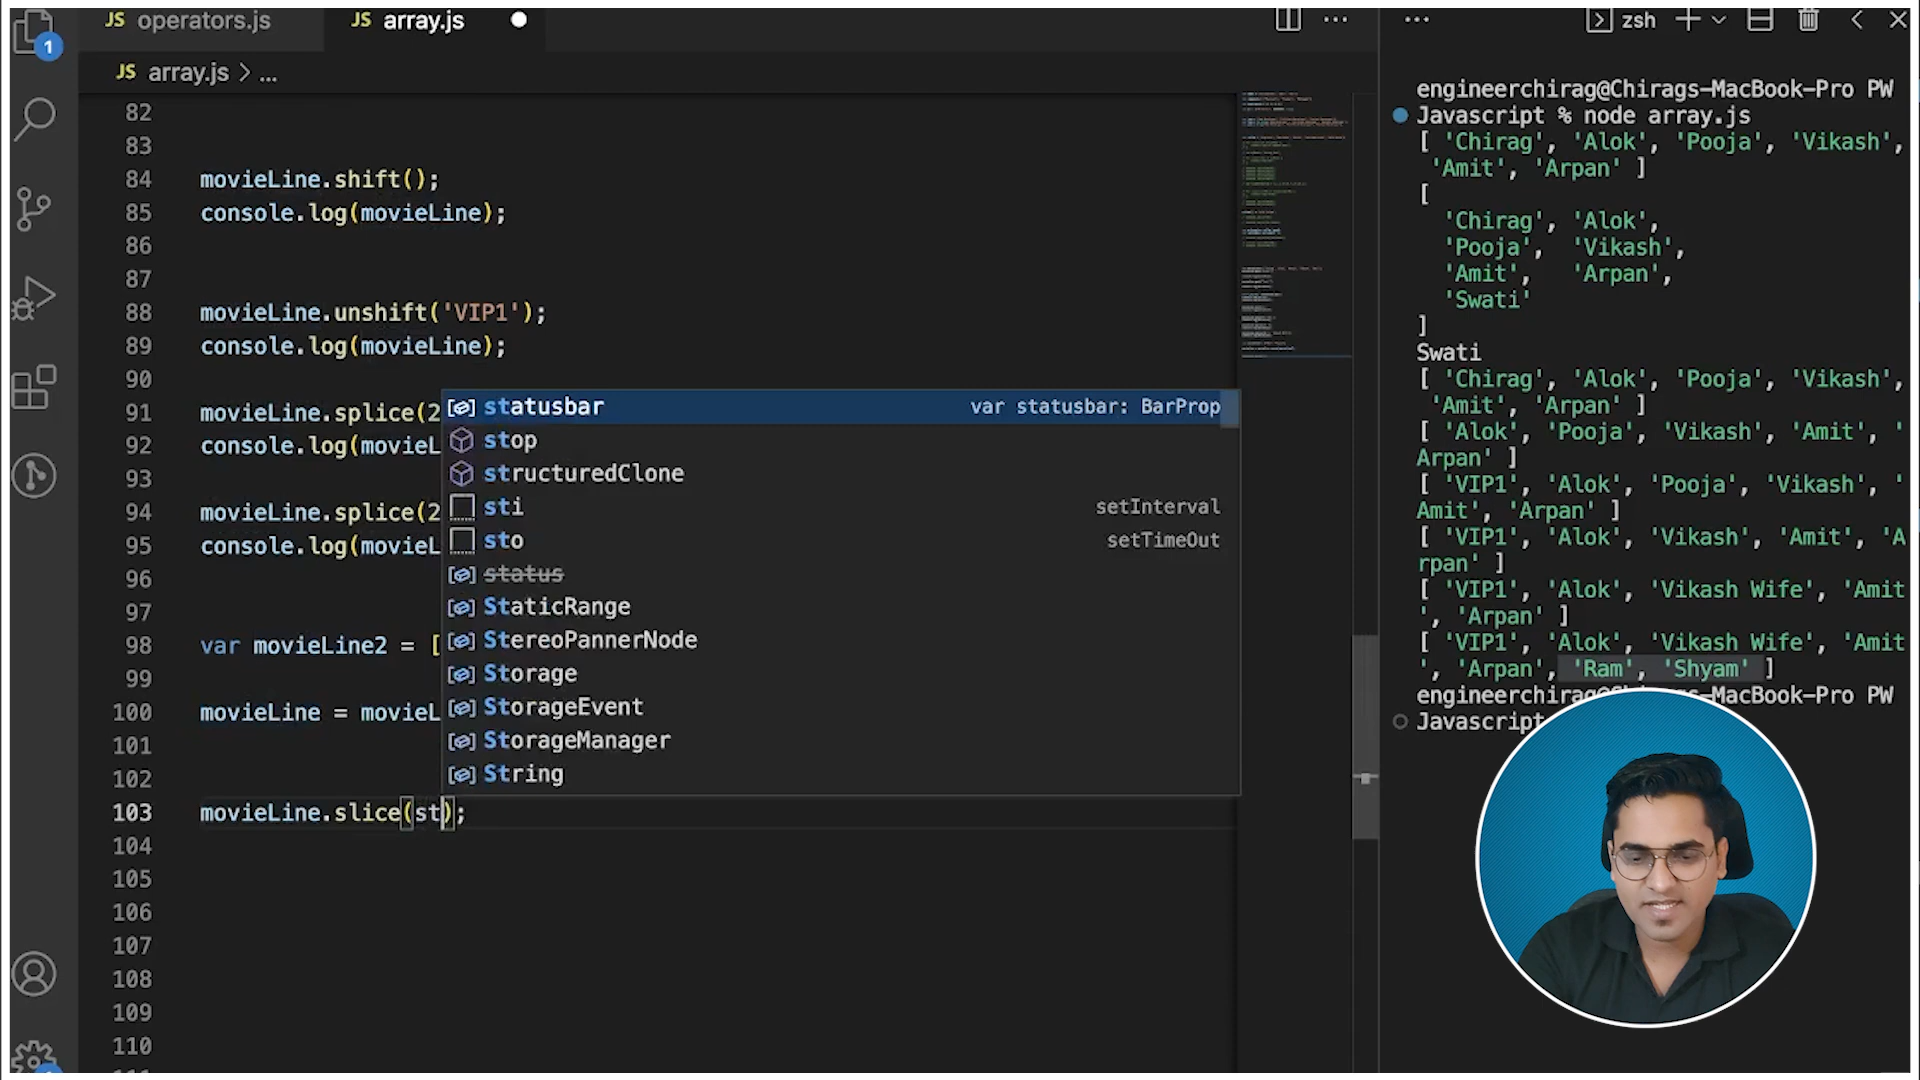 JS operators.js
JS array.js
zsh
1
JS array.js > ...
82
83
84 movieLine.shift();
85 console.log(movieLine);
86
87
88 movieLine.unshift('VIP1');
89 console.log(movieLine);
90
91 movieLine.splice(2
92 console.log(movieL
93
94 movieLine.splice(2
95 console.log(movieL
96
97
98 var movieLine2 = [
99
100 movieLine = movieL
101
102
103 movieLine.slice(st);
104
105
106
107
108
109
110
statusbar var statusbar: BarProp
stop
structuredClone
sti setInterval
sto setTimeOut
status
StaticRange
StereoPannerNode
Storage
StorageEvent
StorageManager
String
engineerchirag@Chirags-MacBook-Pro PW
Javascript % node array.js
[ 'Chirag', 'Alok', 'Pooja', 'Vikash',
'Amit', 'Arpan' ]
[
'Chirag', 'Alok',
'Pooja', 'Vikash',
'Amit', 'Arpan',
'Swati'
]
Swati
[ 'Chirag', 'Alok', 'Pooja', 'Vikash',
'Amit', 'Arpan' ]
[ 'Alok', 'Pooja', 'Vikash', 'Amit', '
Arpan' ]
[ 'VIP1', 'Alok', 'Pooja', 'Vikash', '
Amit', 'Arpan' ]
[ 'VIP1', 'Alok', 'Vikash', 'Amit', 'A
rpan' ]
[ 'VIP1', 'Alok', 'Vikash Wife', 'Amit
', 'Arpan' ]
[ 'VIP1', 'Alok', 'Vikash Wife', 'Amit
', 'Arpan', 'Ram', 'Shyam' ]
engineerchirag@Chirags-MacBook-Pro PW
Javascript